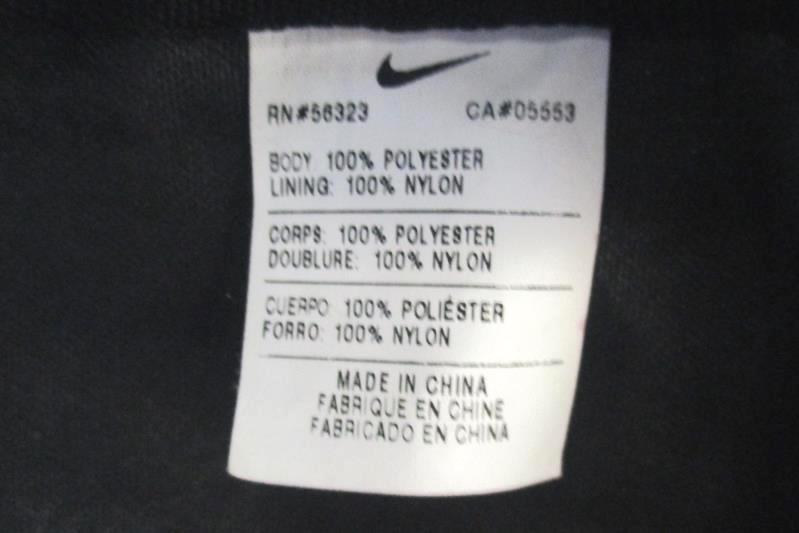 RN#56323 CA#05553
BODY: 100% POLYESTER
LINING: 100% NYLON
CORPS: 100% POLYESTER
DOUBLURE: 100% NYLON
CUERPO: 100% POLIÉSTER
FORRO: 100% NYLON
MADE IN CHINA
FABRIQUE EN CHINE
FABRICADO EN CHINA